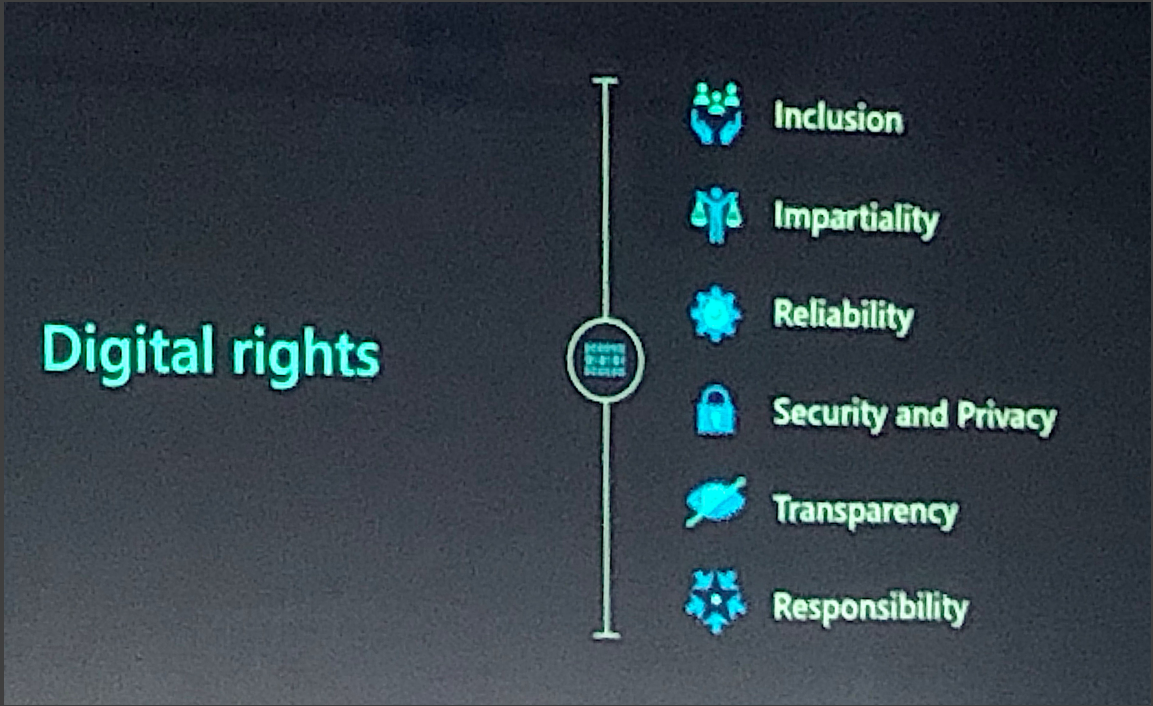 Digital rights
Inclusion
Impartiality
Reliability
Security and Privacy
Transparency
Responsibility